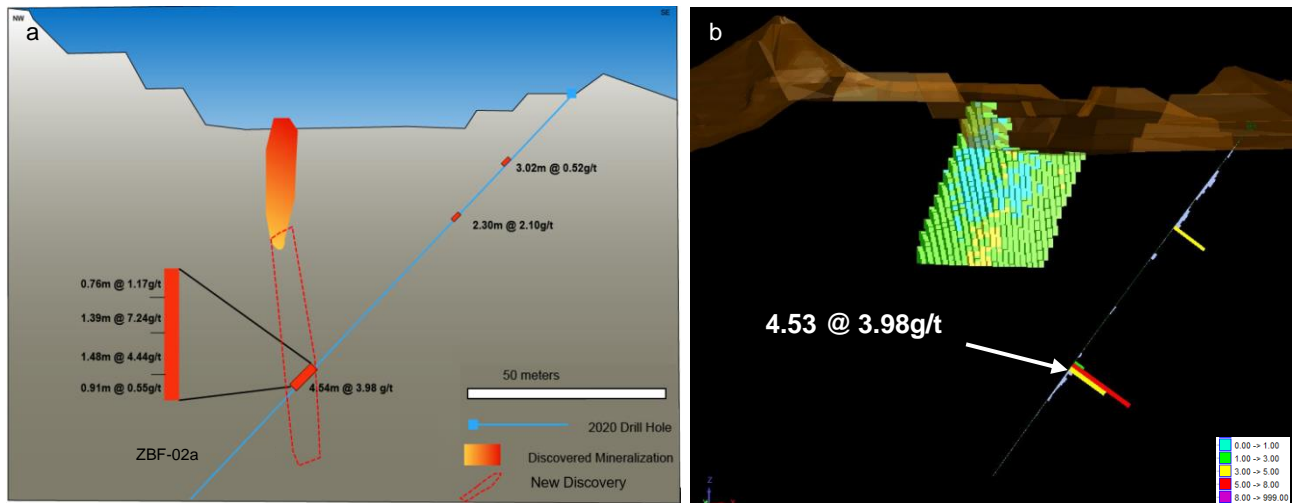 NW
SE
a
3.02m @ 0.52g/t
2.30m @ 2.10g/t
0.76m @ 1.17g/t
1.39m @ 7.24g/t
1.48m @ 4.44g/t
0.91m @ 0.55g/t
4.54m @ 3.98 g/t
ZBF-02a
50 meters
2020 Drill Hole
Discovered Mineralization
New Discovery
b
4.53 @ 3.98g/t
Z
0.00 -> 1.00
1.00 -> 3.00
3.00 -> 5.00
5.00 -> 8.00
8.00 -> 999.00